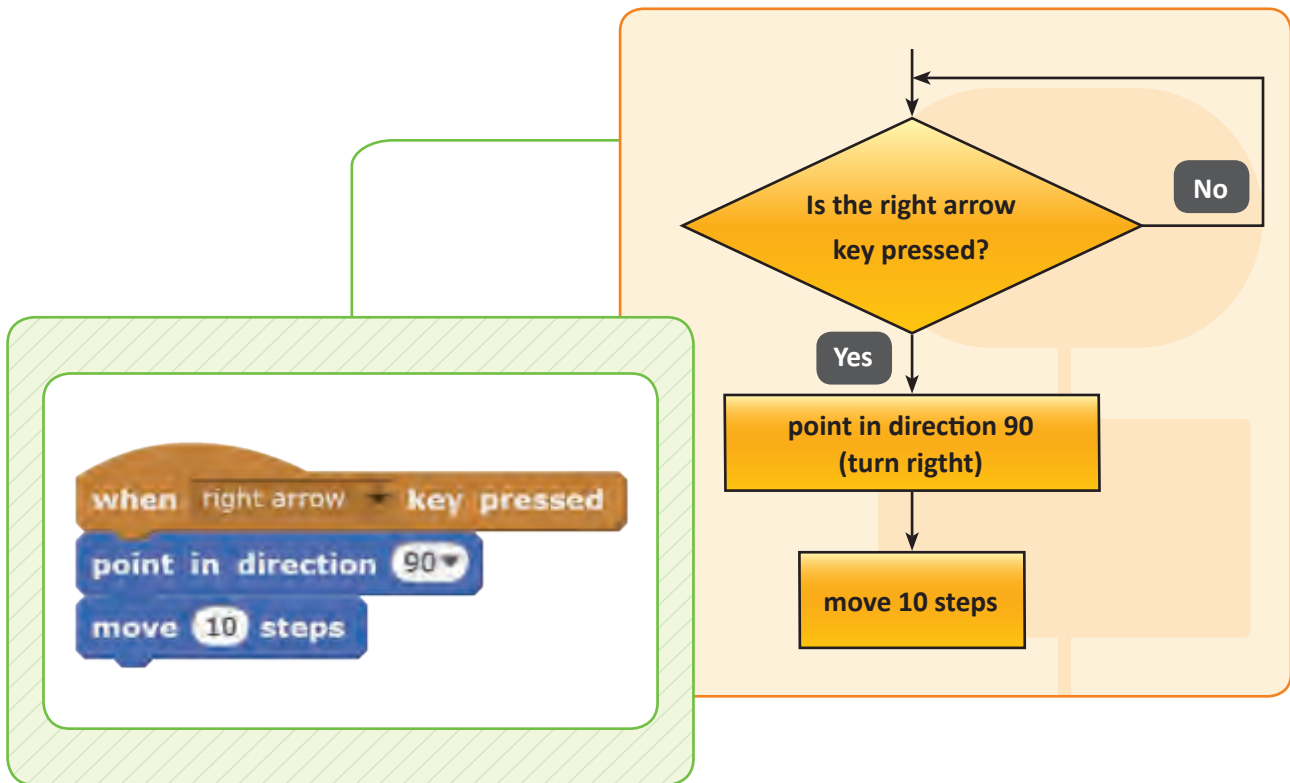 Is the right arrow
key pressed?
No
Yes
point in direction 90
(turn rigtht)
move 10 steps
when right arrow key pressed
point in direction 90
move 10 steps